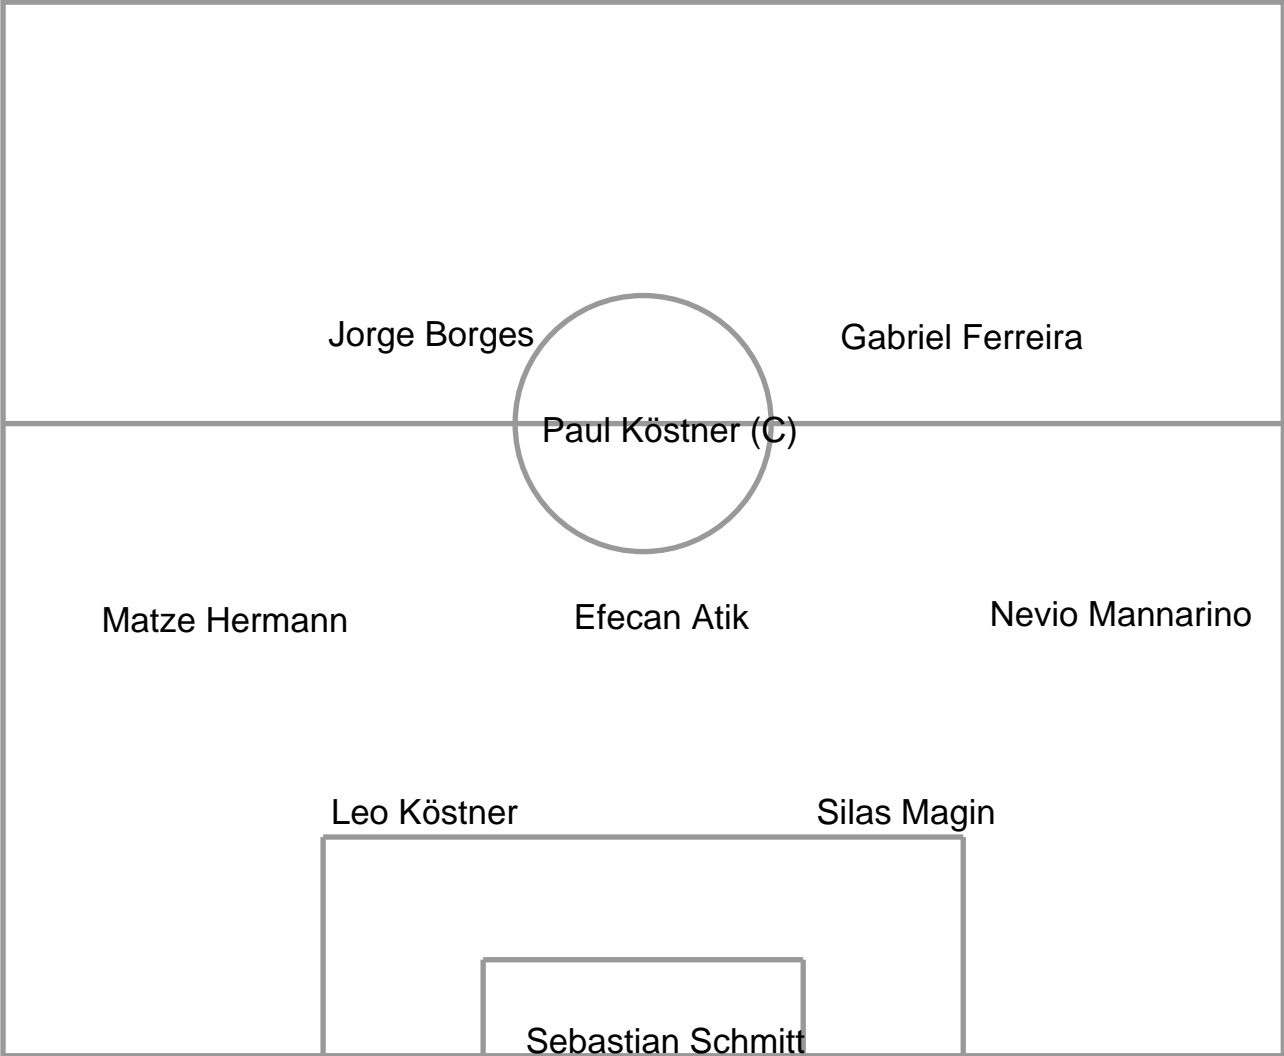 Jorge Borges
Gabriel Ferreira
Paul Köstner (C)
Matze Hermann
Efecan Atik
Nevio Mannarino
Leo Köstner
Silas Magin
Sebastian Schmitt